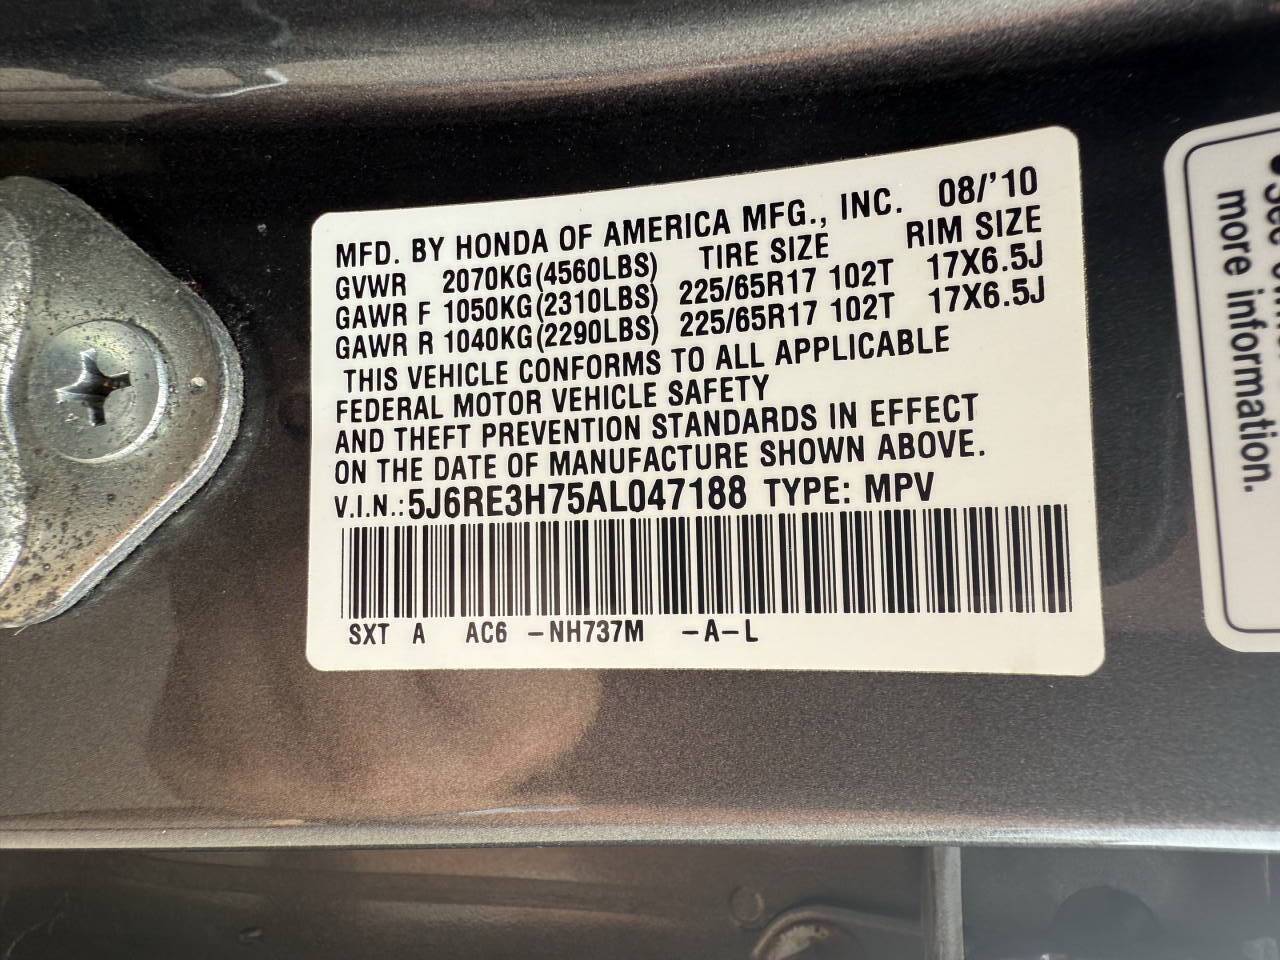 MFD. BY HONDA OF AMERICA MFG., INC. 08/'10
GVWR 2070KG(4560LBS) TIRE SIZE RIM SIZE
GAWR F 1050KG(2310LBS) 225/65R17 102T 17X6.5J
GAWR R 1040KG(2290LBS) 225/65R17 102T 17X6.5J
THIS VEHICLE CONFORMS TO ALL APPLICABLE
FEDERAL MOTOR VEHICLE SAFETY
AND THEFT PREVENTION STANDARDS IN EFFECT
ON THE DATE OF MANUFACTURE SHOWN ABOVE.
V.I.N.:5J6RE3H75AL047188 TYPE: MPV
SXT A AC6 -NH737M -A-L
more information.